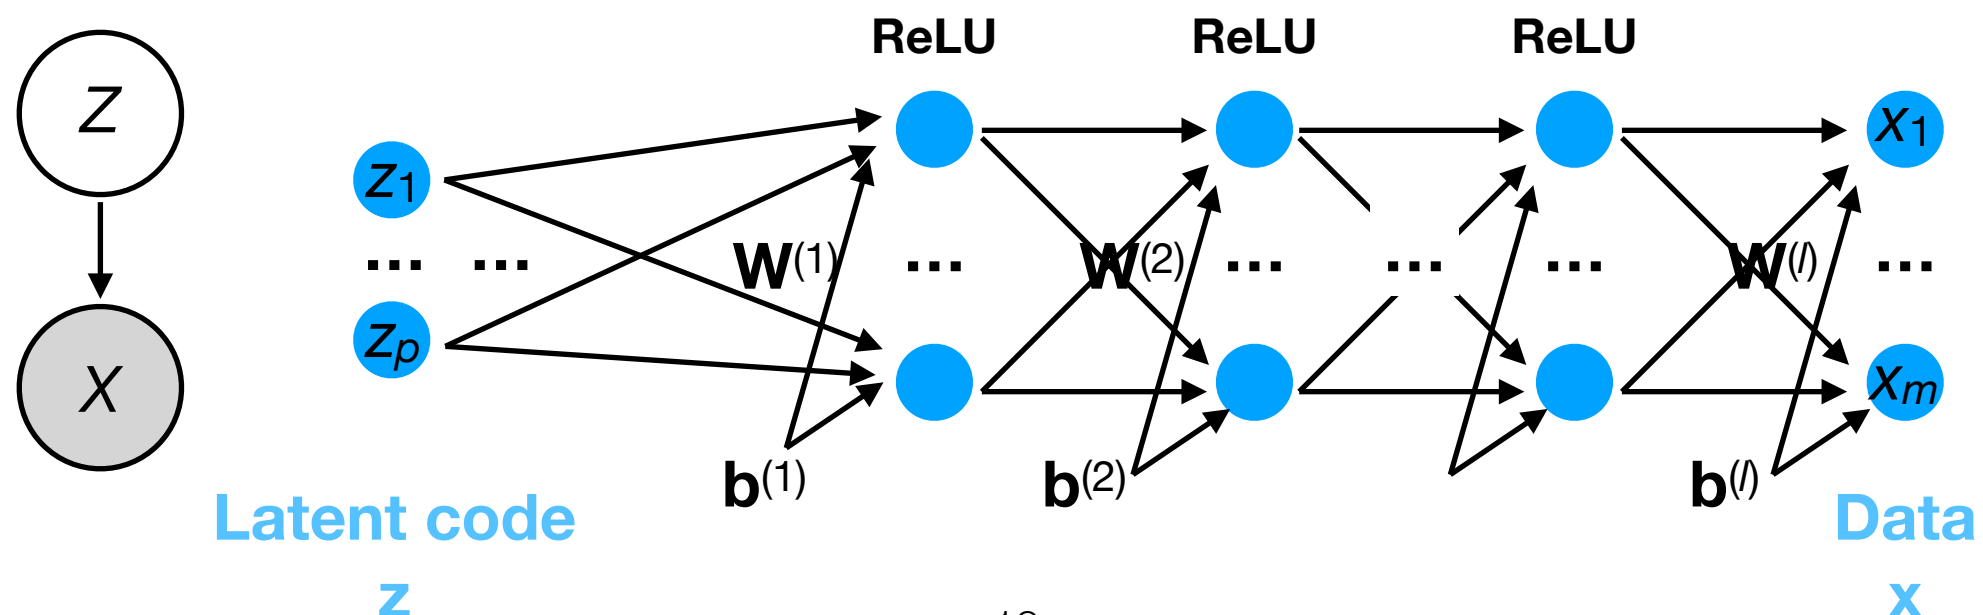 ReLU ReLU ReLU
Z
z1
... ...
zp
X
W(1) ... W(2) ... ... ... W(l) ...
x1
xm
b(1) b(2) b(l)
Latent code
z
Data
x